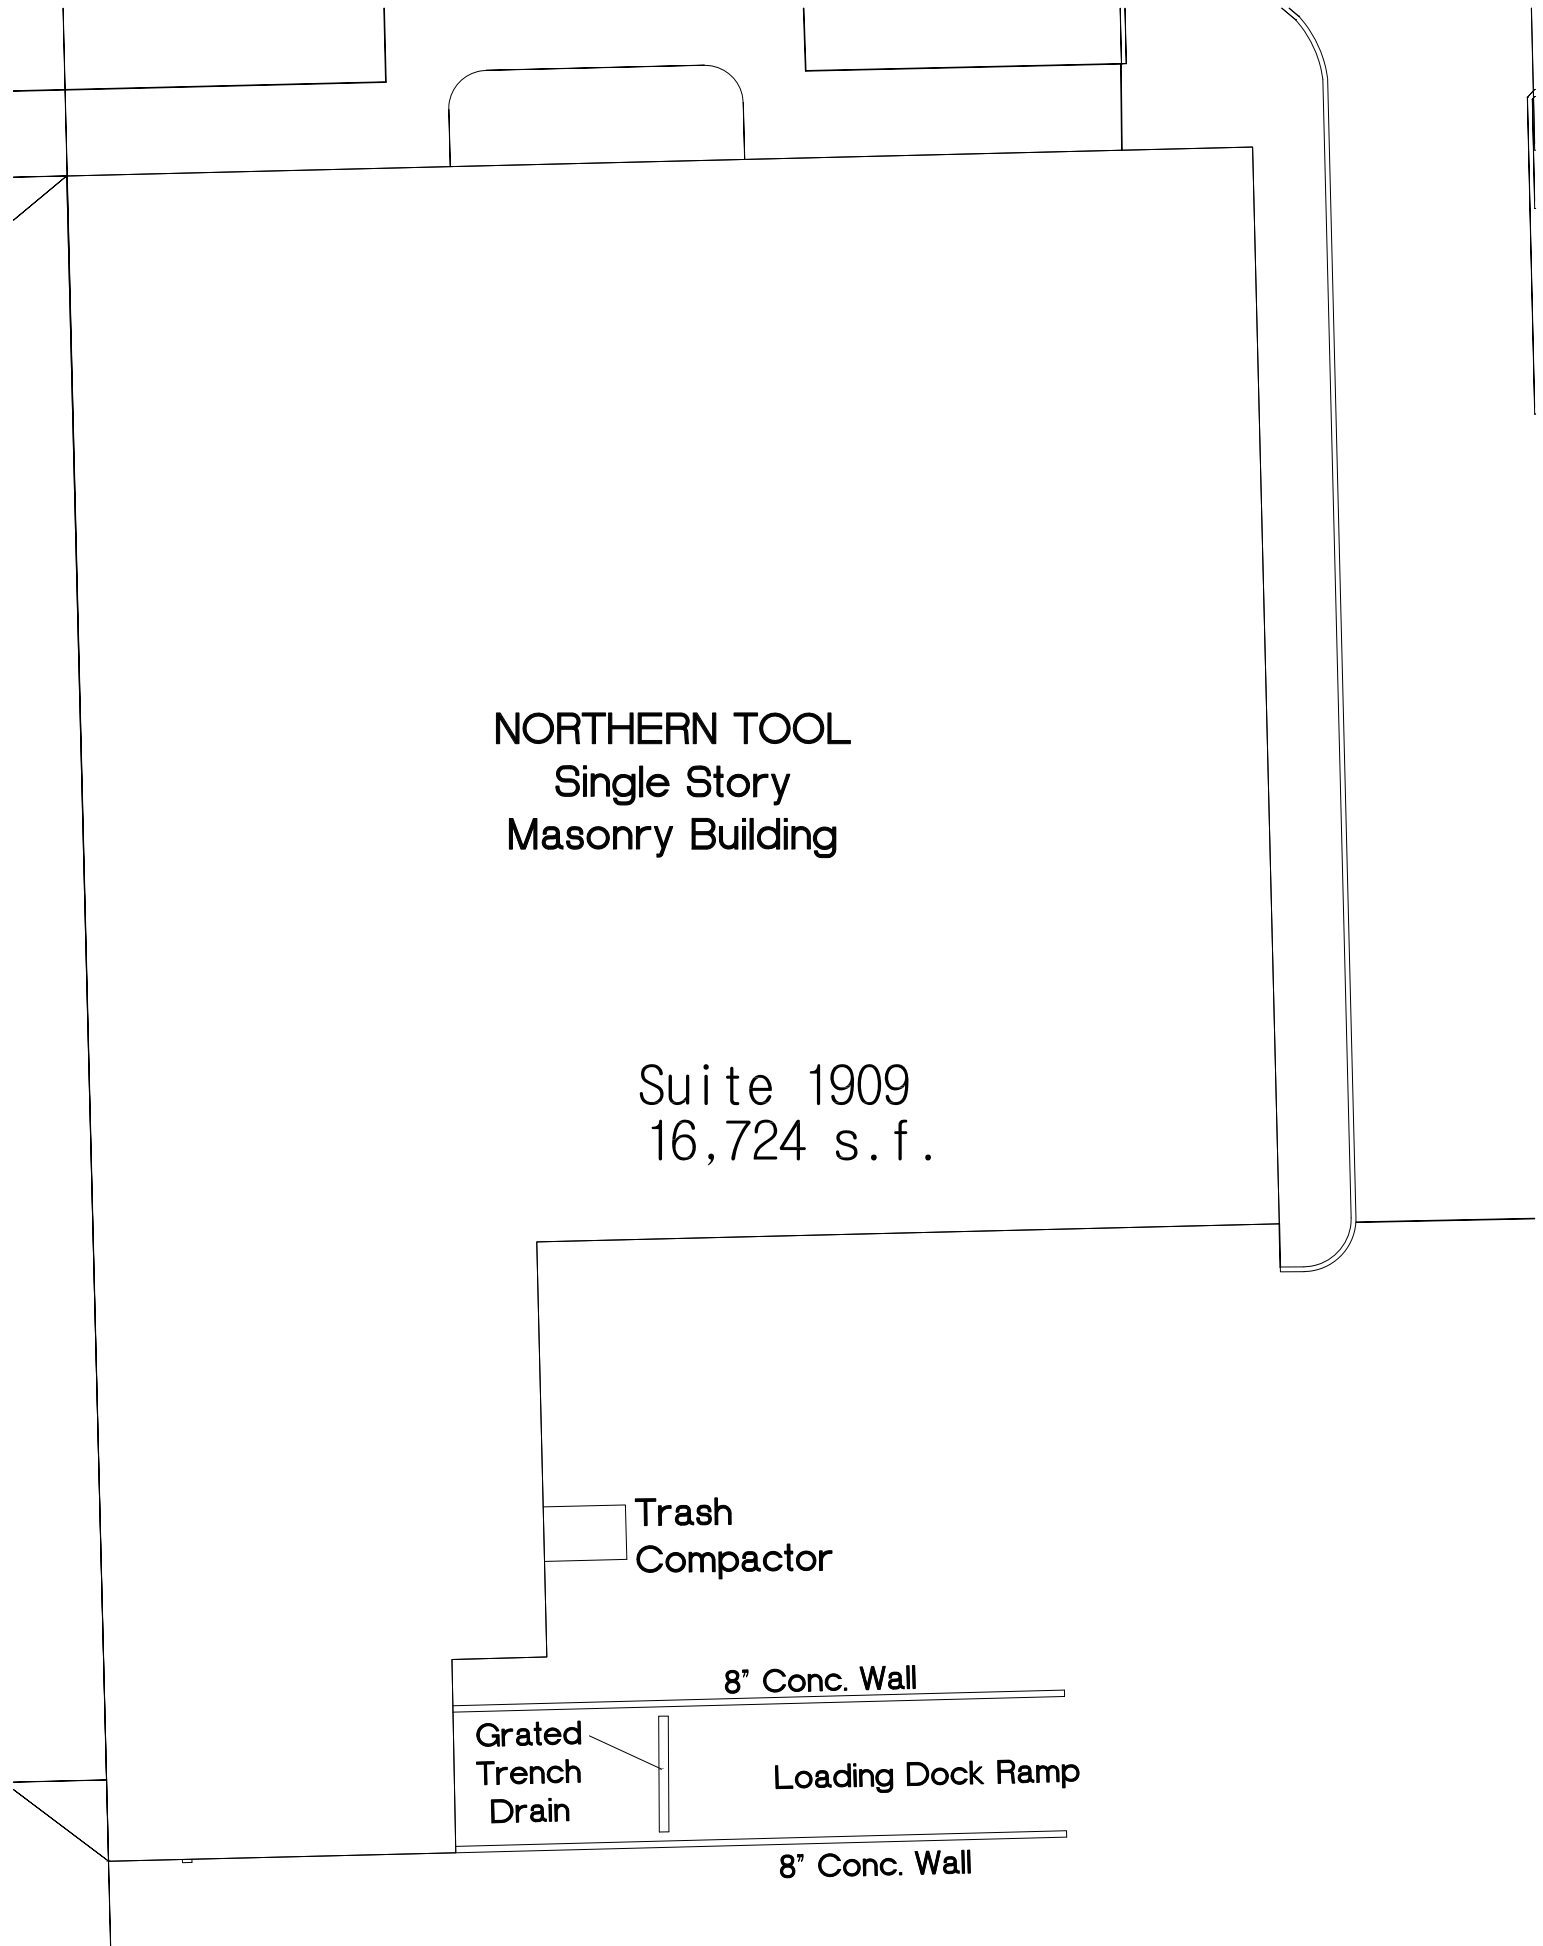 NORTHERN TOOL
Single Story
Masonry Building
Suite 1909
16,724 s.f.
Trash
Compactor
8" Conc. Wall
Grated
Trench
Drain
Loading Dock Ramp
8" Conc. Wall